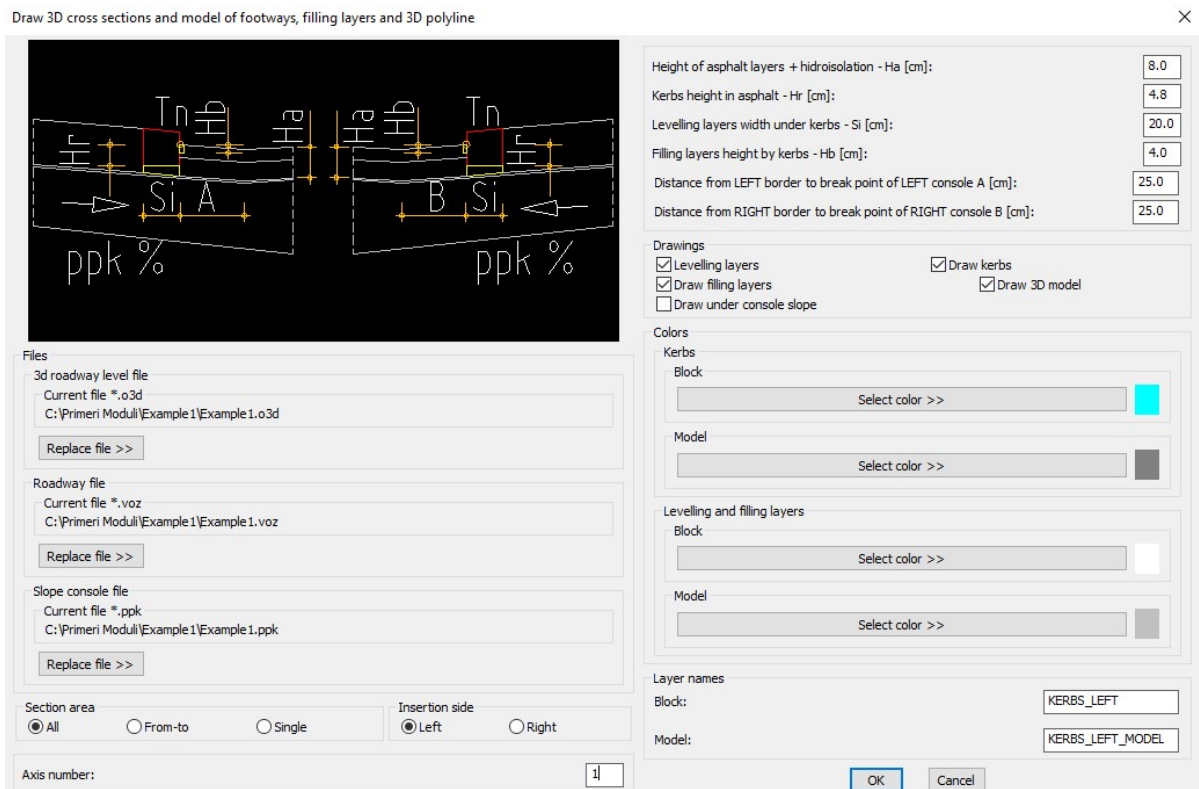 Draw 3D cross sections and model of footways, filling layers and 3D polyline
Tn Hb Ha Ha Hb Tn
Hr Hr
Si A B Si
ppk % ppk %
Height of asphalt layers + hidroisolation - Ha [cm]: 8.0
Kerbs height in asphalt - Hr [cm]: 4.8
Levelling layers width under kerbs - Si [cm]: 20.0
Filling layers height by kerbs - Hb [cm]: 4.0
Distance from LEFT border to break point of LEFT console A [cm]: 25.0
Distance from RIGHT border to break point of RIGHT console B [cm]: 25.0
Drawings
Levelling layers Draw kerbs
Draw filling layers Draw 3D model
Draw under console slope
Files
3d roadway level file
Current file *.o3d
C:\Primeri Moduli\Example1\Example1.o3d
Replace file >>
Roadway file
Current file *.voz
C:\Primeri Moduli\Example1\Example1.voz
Replace file >>
Slope console file
Current file *.ppk
C:\Primeri Moduli\Example1\Example1.ppk
Replace file >>
Section area
All From-to Single
Insertion side
Left Right
Axis number: 1
Colors
Kerbs
Block
Select color >>
Model
Select color >>
Levelling and filling layers
Block
Select color >>
Model
Select color >>
Layer names
Block: KERBS_LEFT
Model: KERBS_LEFT_MODEL
OK Cancel